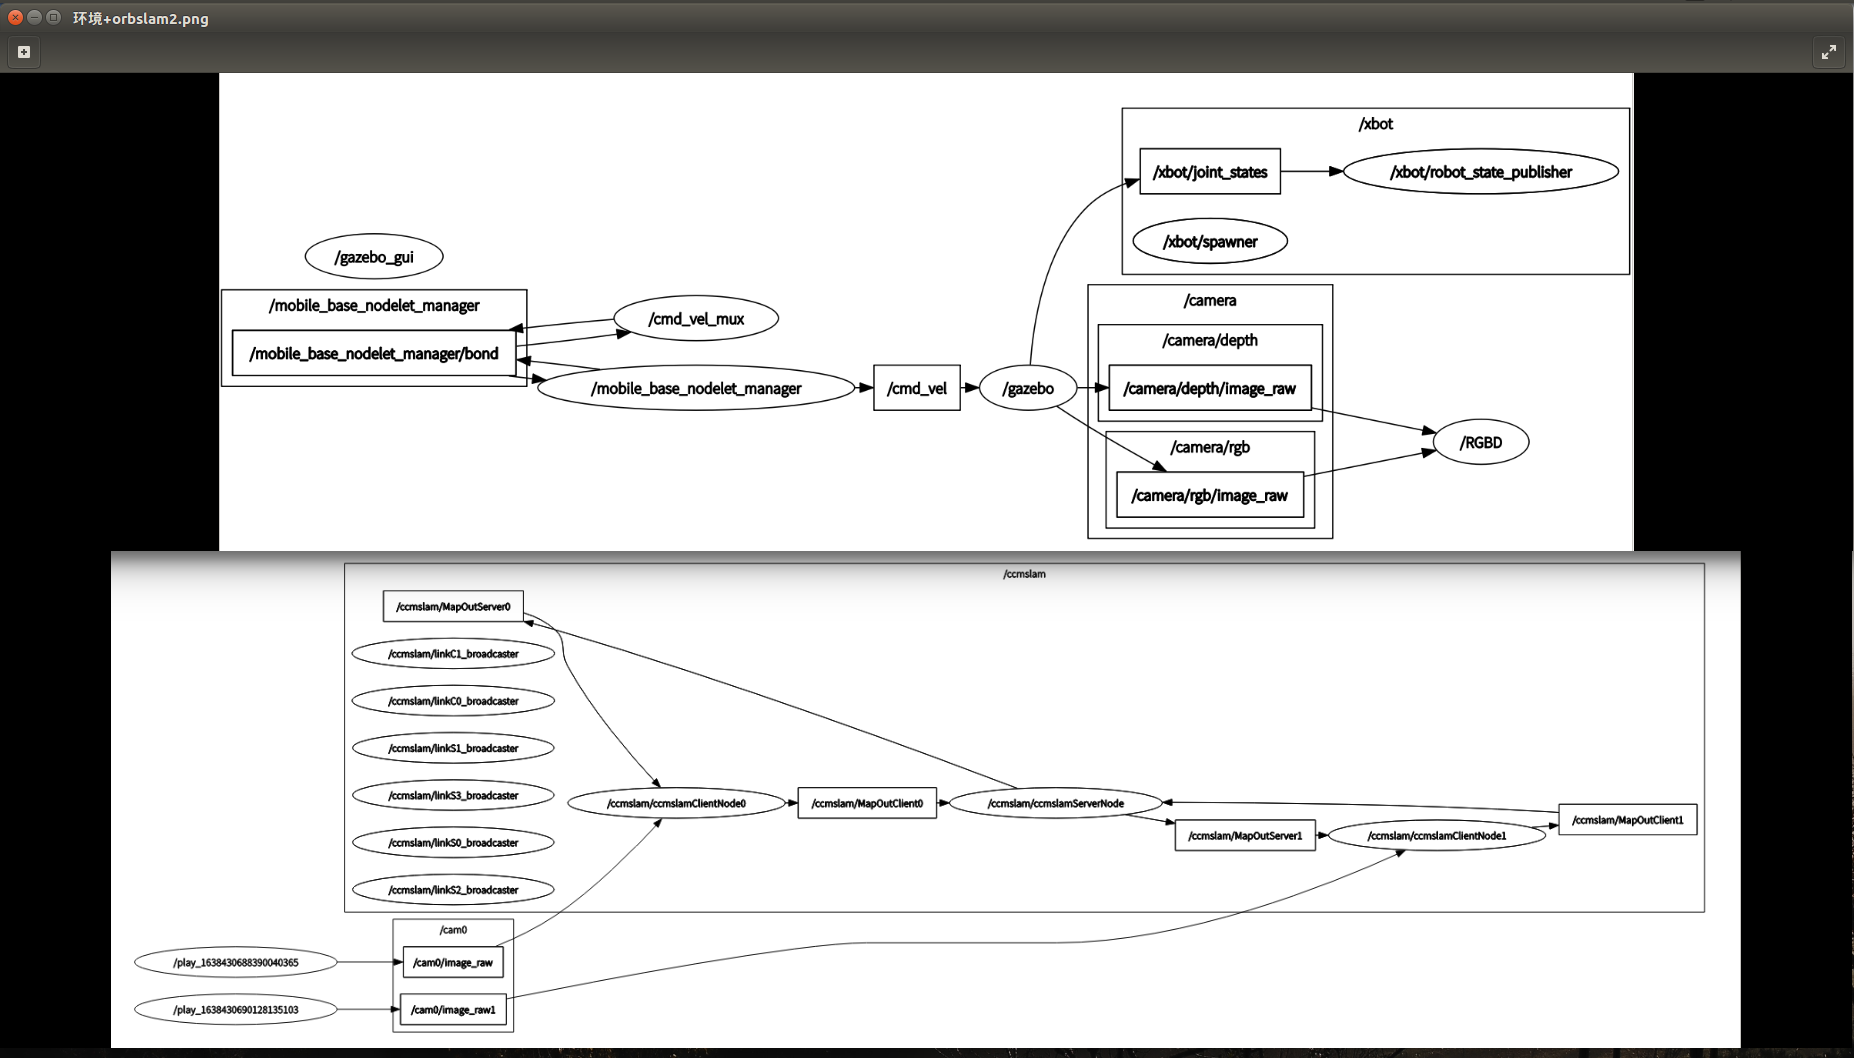 环境+orbslam2.png
/xbot
/xbot/joint_states
/xbot/robot_state_publisher
/xbot/spawner
/gazebo_gui
/mobile_base_nodelet_manager
/mobile_base_nodelet_manager/bond
/cmd_vel_mux
/mobile_base_nodelet_manager
/cmd_vel
/gazebo
/camera
/camera/depth
/camera/depth/image_raw
/camera/rgb
/camera/rgb/image_raw
/RGBD
/ccmslam
/ccmslam/MapOutServer0
/ccmslam/linkC1_broadcaster
/ccmslam/linkC0_broadcaster
/ccmslam/linkS1_broadcaster
/ccmslam/linkS3_broadcaster
/ccmslam/linkS0_broadcaster
/ccmslam/linkS2_broadcaster
/ccmslam/ccmslamClientNode0
/ccmslam/MapOutClient0
/ccmslam/ccmslamServerNode
/ccmslam/MapOutServer1
/ccmslam/ccmslamClientNode1
/ccmslam/MapOutClient1
/cam0
/play_1638430688390040365
/cam0/image_raw
/play_1638430690128135103
/cam0/image_raw1